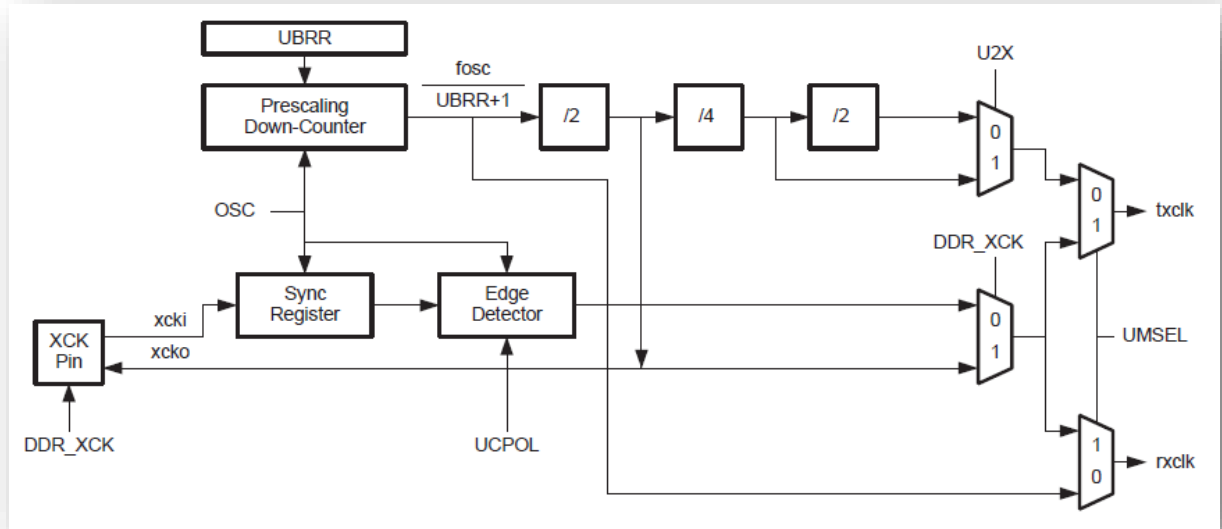 UBRR
fosc
UBRR+1
Prescaling
Down-Counter
/2
/4
/2
U2X
0
1
0
1
txclk
OSC
DDR_XCK
Sync
Register
Edge
Detector
0
1
UMSEL
xcki
XCK
Pin
xcko
DDR_XCK
UCPOL
1
0
rxclk